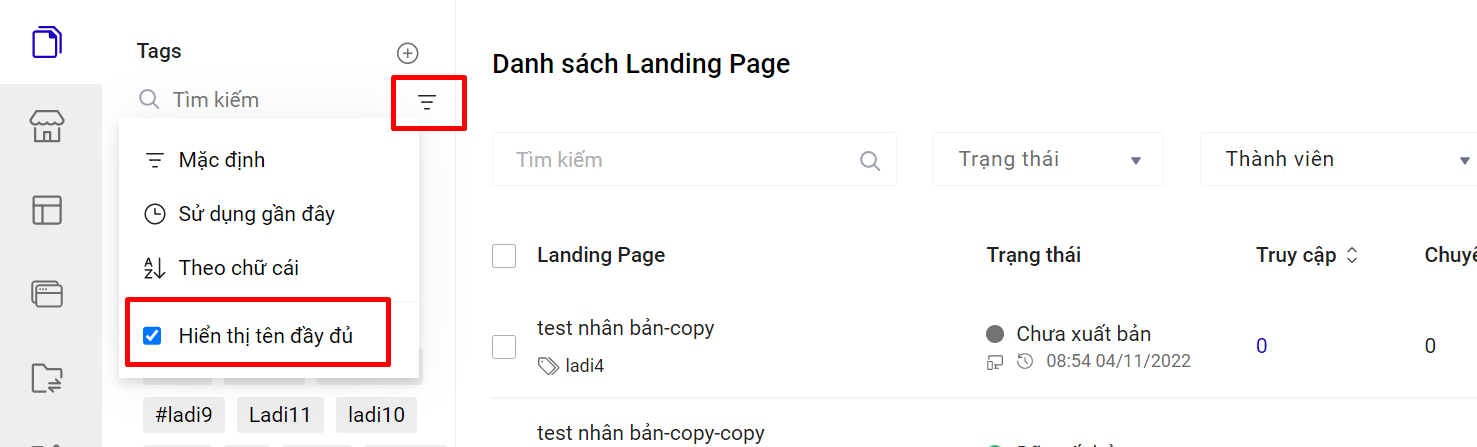 Tags
Tìm kiếm
Mặc định
Sử dụng gần đây
Theo chữ cái
Hiển thị tên đầy đủ
#ladi9 Ladi11 ladi10
Danh sách Landing Page
Tìm kiếm Trạng thái Thành viên
Landing Page Trạng thái Truy cập
test nhân bản-copy Chưa xuất bản 0 0
ladi4 08:54 04/11/2022
test nhân bản-copy-copy